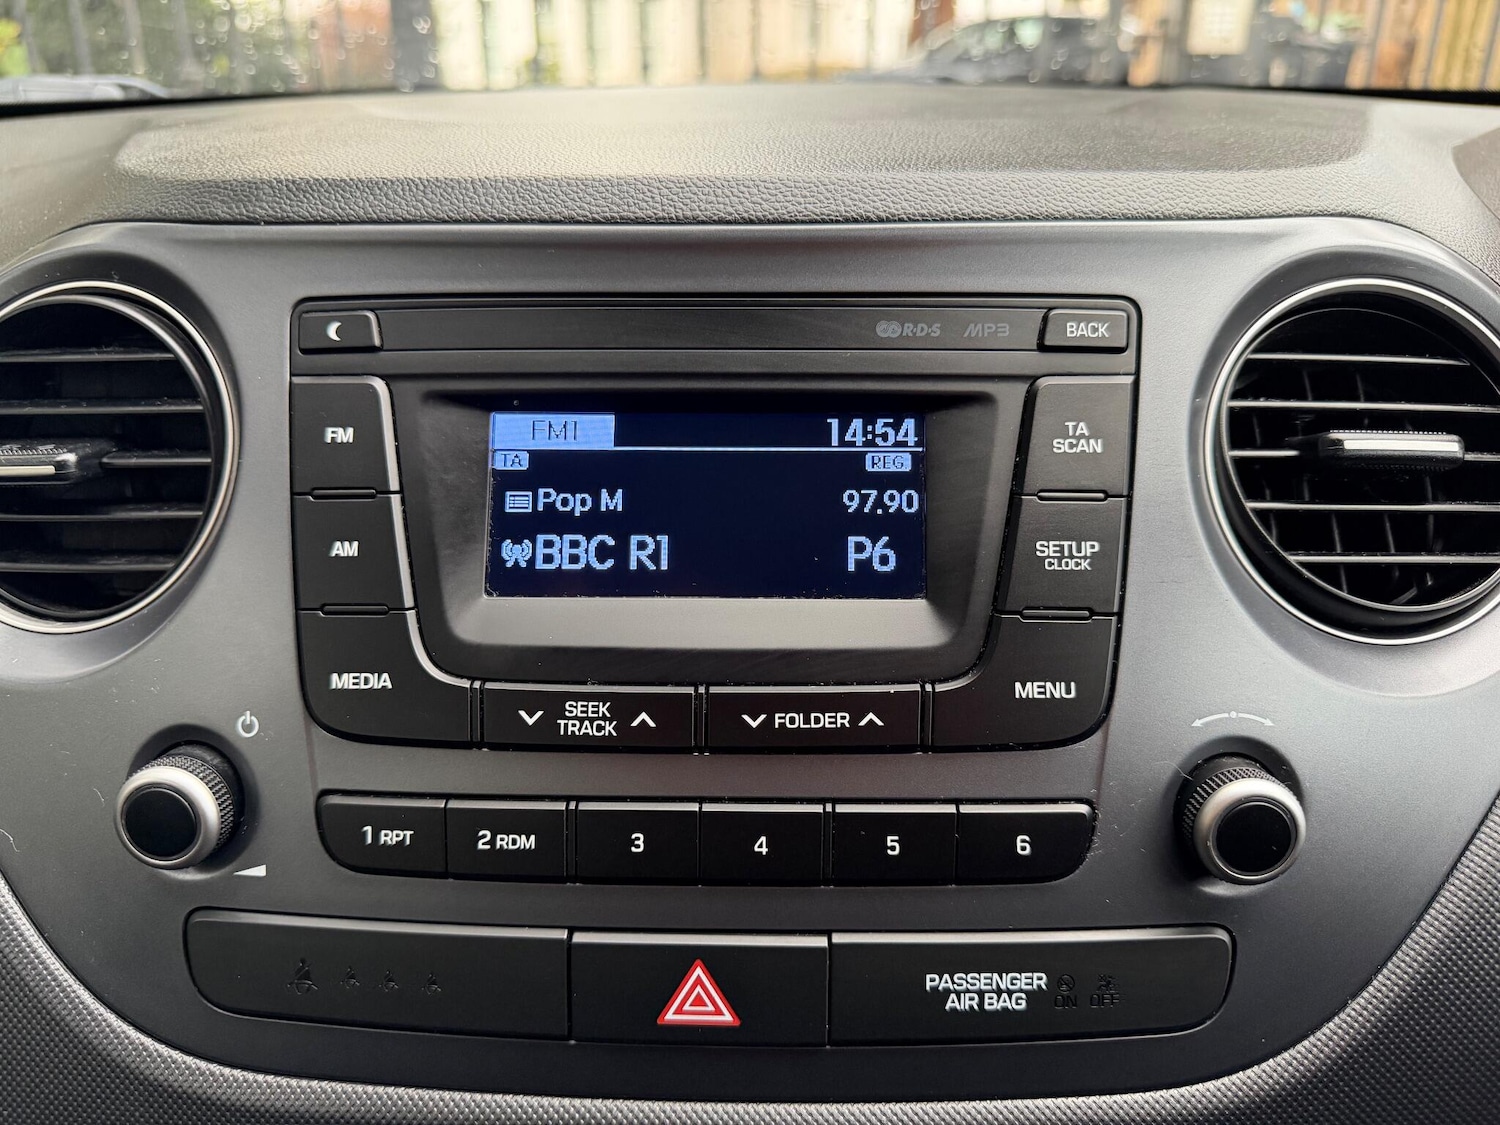 RDS MP3 BACK
FM
FM1 14:54
TA
SCAN
TA REG
Pop M 97.90
AM
BBC R1 P6
SETUP
CLOCK
MEDIA
MENU
SEEK
TRACK
FOLDER
1 RPT 2 RDM 3 4 5 6
PASSENGER
AIR BAG
ON OFF